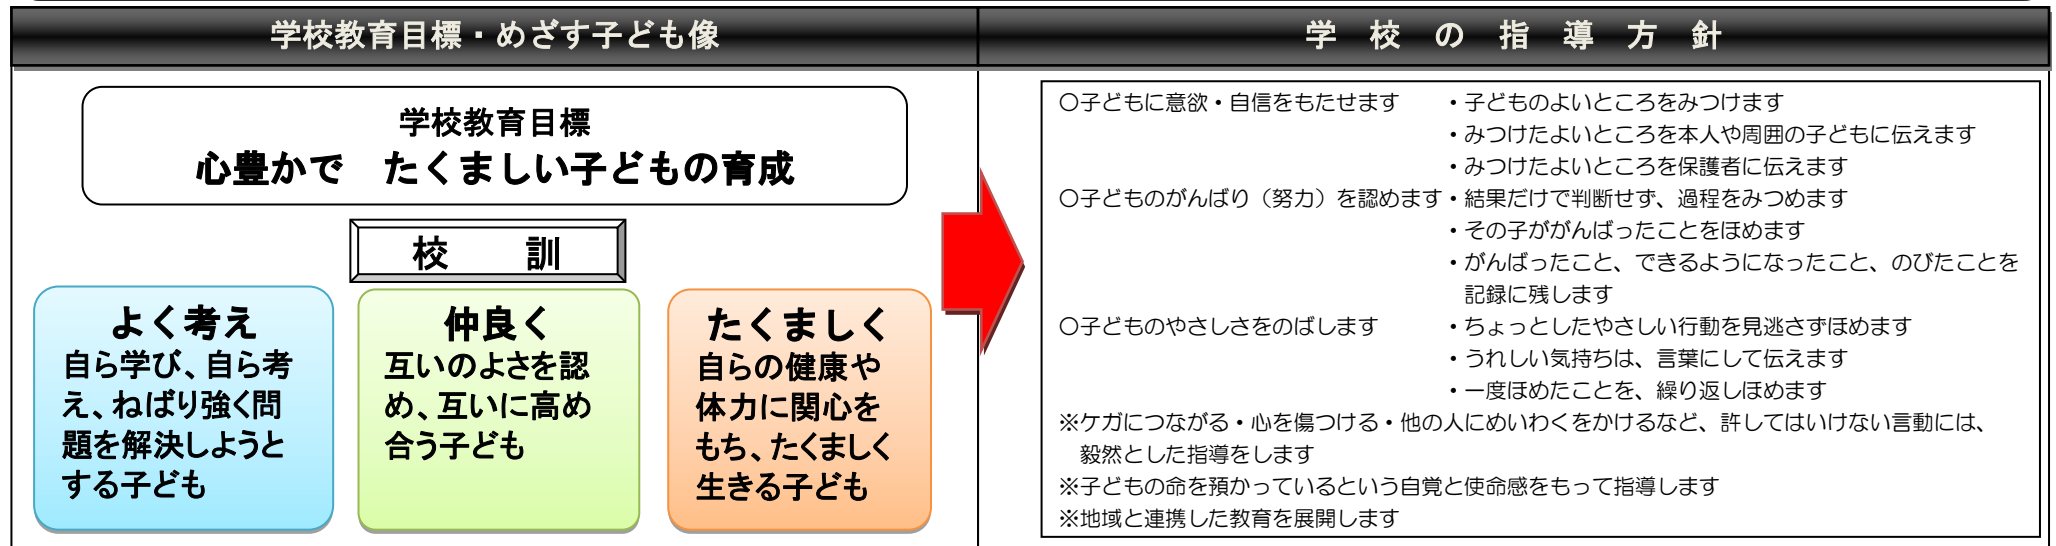 学校教育目標・めざす子ども像
学校教育目標
心豊かで　たくましい子どもの育成
校　訓
よく考え
自ら学び、自ら考
え、ねばり強く問
題を解決しようと
する子ども
仲良く
互いのよさを認
め、互いに高め
合う子ども
たくましく
自らの健康や
体力に関心を
もち、たくましく
生きる子ども
学　校　の　指　導　方　針
〇子どもに意欲・自信をもたせます　・子どものよいところをみつけます
・みつけたよいところを本人や周囲の子どもに伝えます
・みつけたよいところを保護者に伝えます
〇子どものがんばり（努力）を認めます・結果だけで判断せず、過程をみつめます
・その子ががんばったことをほめます
・がんばったこと、できるようになったこと、のびたことを
記録に残します
〇子どものやさしさをのばします　・ちょっとしたやさしい行動を見逃さずほめます
・うれしい気持ちは、言葉にして伝えます
・一度ほめたことを、繰り返しほめます
※ケガにつながる・心を傷つける・他の人にめいわくをかけるなど、許してはいけない言動には、
毅然とした指導をします
※子どもの命を預かっているという自覚と使命感をもって指導します
※地域と連携した教育を展開します